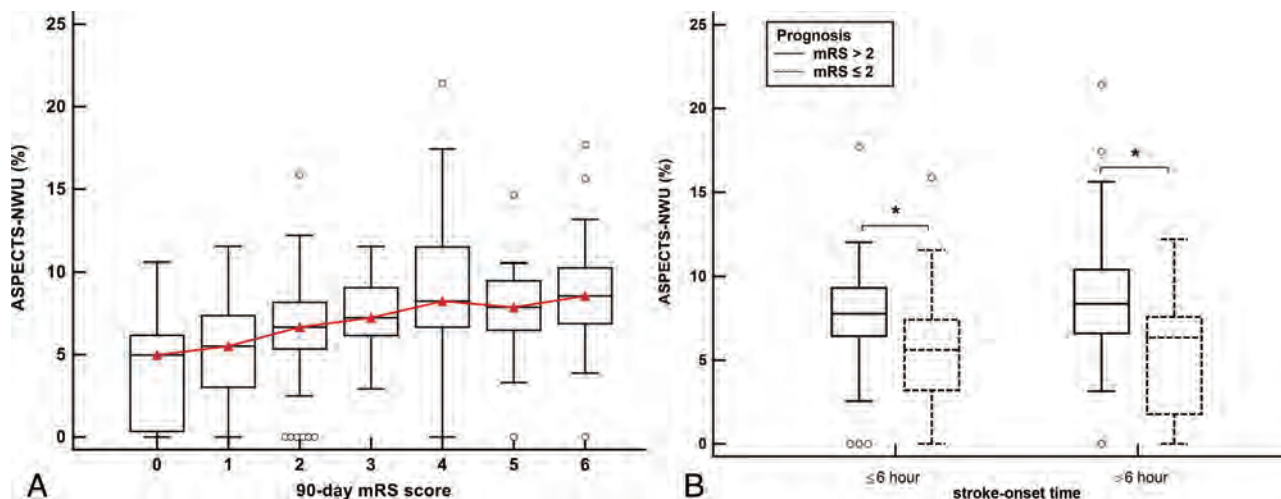 25
20
15
10
5
0
ASPECTS-NWU (%)
0 1 2 3 4 5 6
90-day mRS score
A
25
20
15
10
5
0
ASPECTS-NWU (%)
Prognosis
mRS > 2
mRS ≤ 2
*
*
≤6 hour >6 hour
stroke-onset time
B